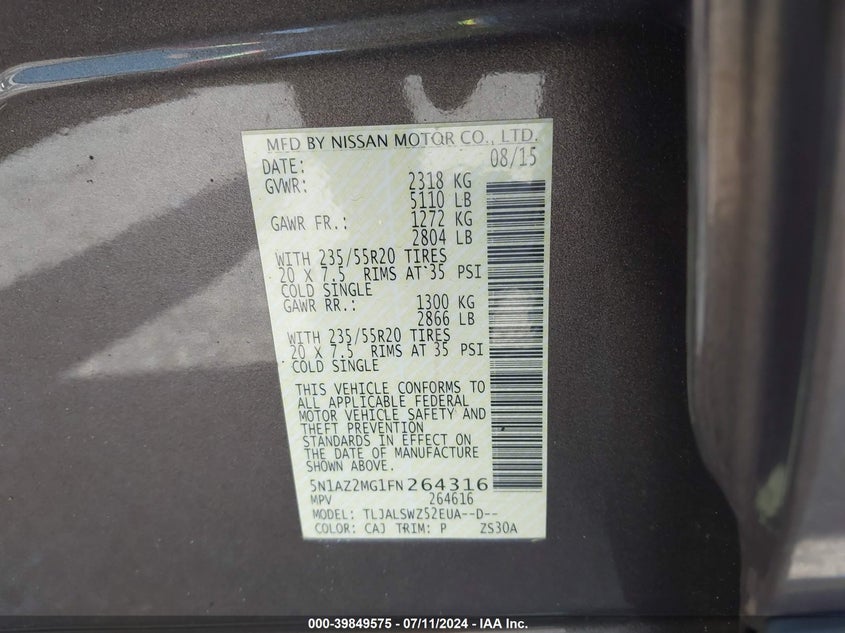 MFD BY NISSAN MOTOR CO., LTD.
DATE: 08/15
GVWR: 2318 KG
5110 LB
GAWR FR.: 1272 KG
2804 LB
WITH 235/55R20 TIRES
20 X 7.5 RIMS AT 35 PSI
COLD SINGLE
GAWR RR.: 1300 KG
2866 LB
WITH 235/55R20 TIRES
20 X 7.5 RIMS AT 35 PSI
COLD SINGLE
THIS VEHICLE CONFORMS TO
ALL APPLICABLE FEDERAL
MOTOR VEHICLE SAFETY AND
THEFT PREVENTION
STANDARDS IN EFFECT ON
THE DATE OF MANUFACTURE
SHOWN ABOVE.
5N1AZ2MG1FN264316
MPV 264616
MODEL: TLJALSWZ52EUA--D--
COLOR: CAJ TRIM: P ZS30A
000-39849575 - 07/11/2024 - IAA Inc.